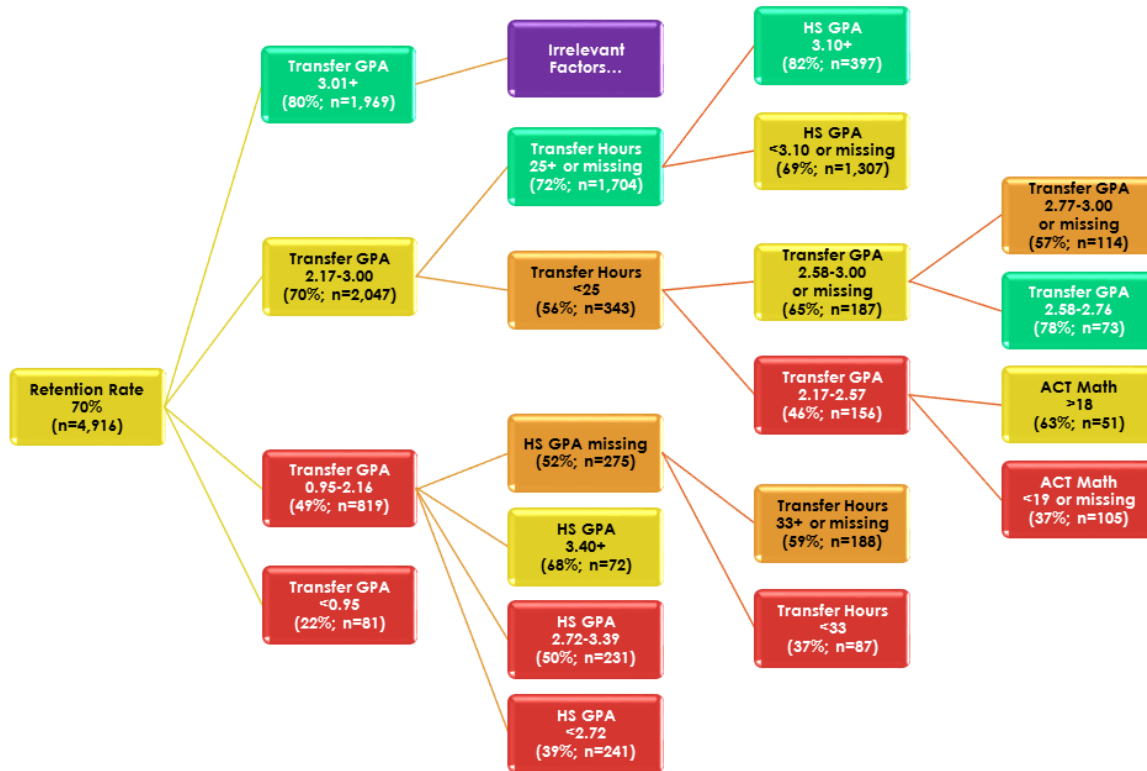 Retention Rate
70%
(n=4,916)
Transfer GPA
3.01+
(80%; n=1,969)
Transfer GPA
2.17-3.00
(70%; n=2,047)
Transfer GPA
0.95-2.16
(49%; n=819)
Transfer GPA
<0.95
(22%; n=81)
Irrelevant
Factors...
Transfer Hours
25+ or missing
(72%; n=1,704)
Transfer Hours
<25
(56%; n=343)
HS GPA missing
(52%; n=275)
HS GPA
3.40+
(68%; n=72)
HS GPA
2.72-3.39
(50%; n=231)
HS GPA
<2.72
(39%; n=241)
HS GPA
3.10+
(82%; n=397)
HS GPA
<3.10 or missing
(69%; n=1,307)
Transfer GPA
2.58-3.00
or missing
(65%; n=187)
Transfer GPA
2.17-2.57
(46%; n=156)
Transfer Hours
33+ or missing
(59%; n=188)
Transfer Hours
<33
(37%; n=87)
Transfer GPA
2.77-3.00
or missing
(57%; n=114)
Transfer GPA
2.58-2.76
(78%; n=73)
ACT Math
>18
(63%; n=51)
ACT Math
<19 or missing
(37%; n=105)